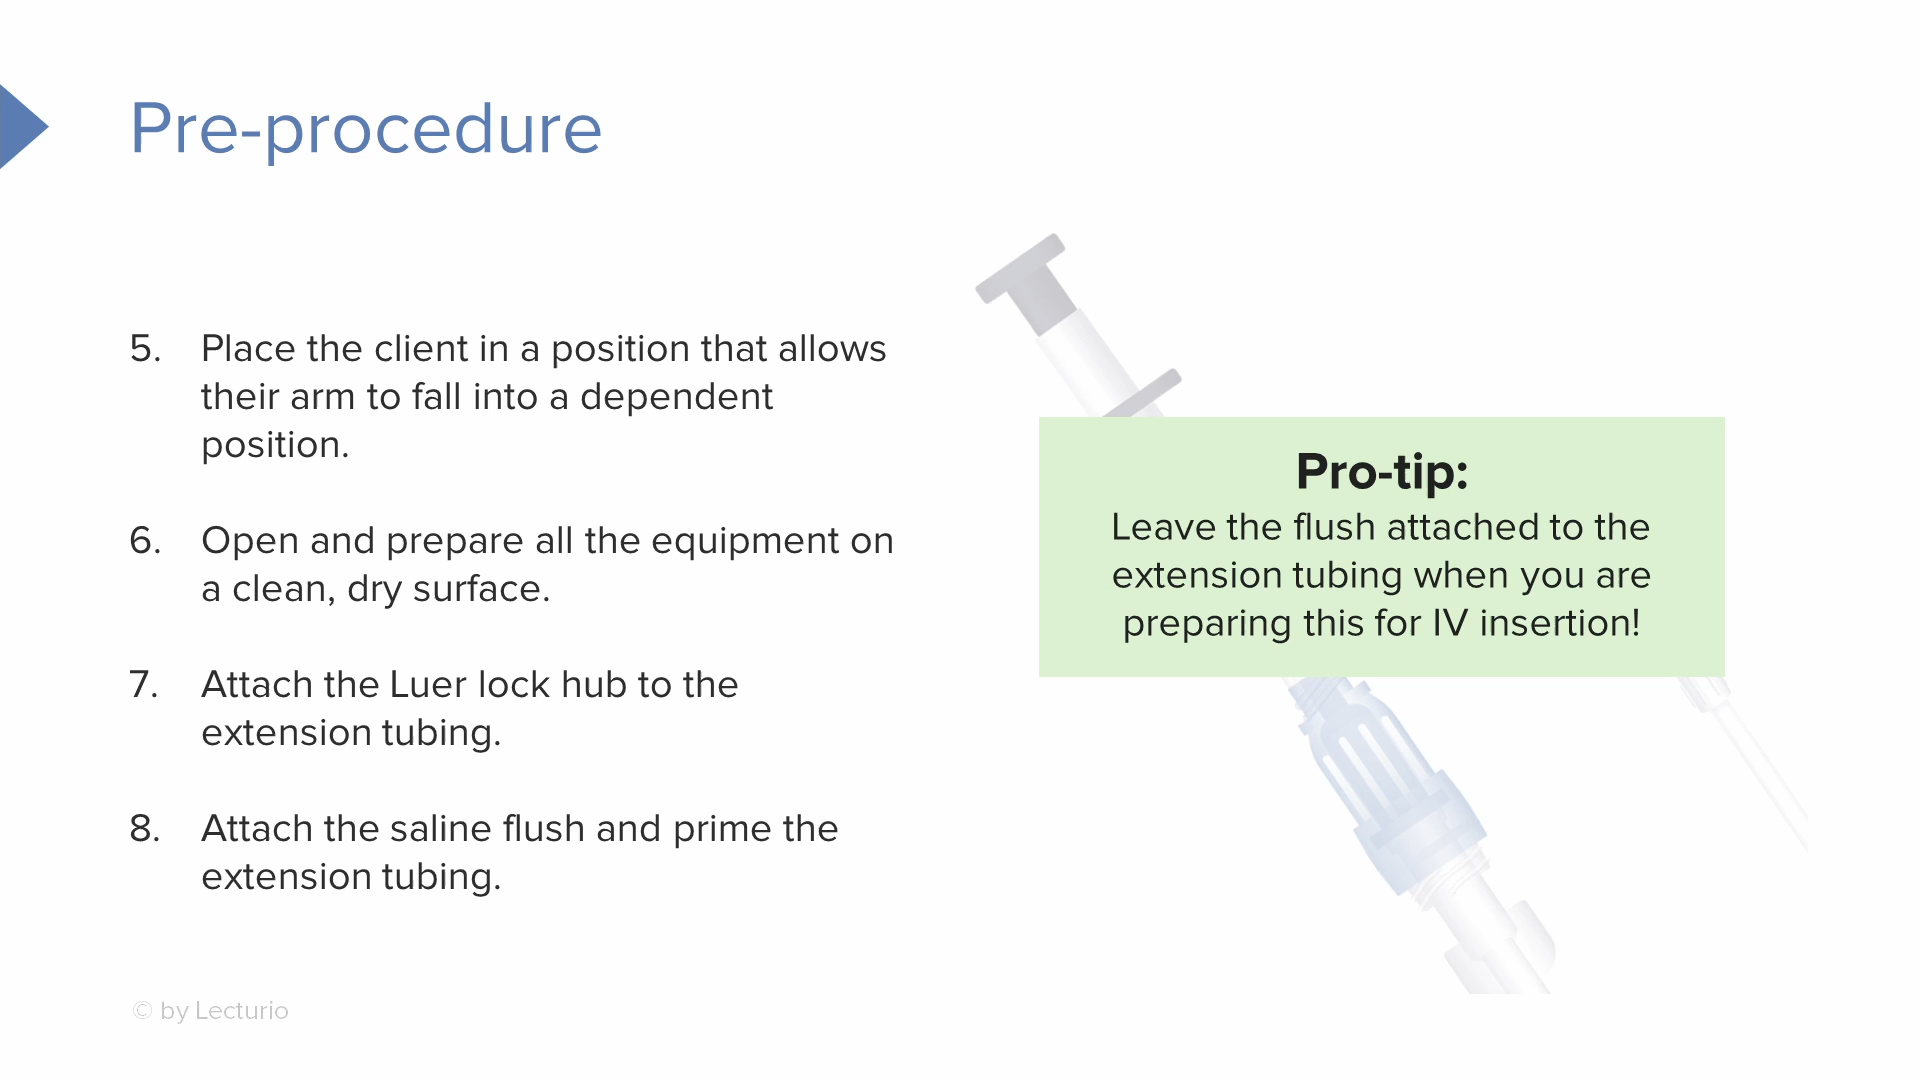 Pre-procedure
5. Place the client in a position that allows
their arm to fall into a dependent
position.
6. Open and prepare all the equipment on
a clean, dry surface.
7. Attach the Luer lock hub to the
extension tubing.
8. Attach the saline flush and prime the
extension tubing.
Pro-tip:
Leave the flush attached to the
extension tubing when you are
preparing this for IV insertion!
© by Lecturio